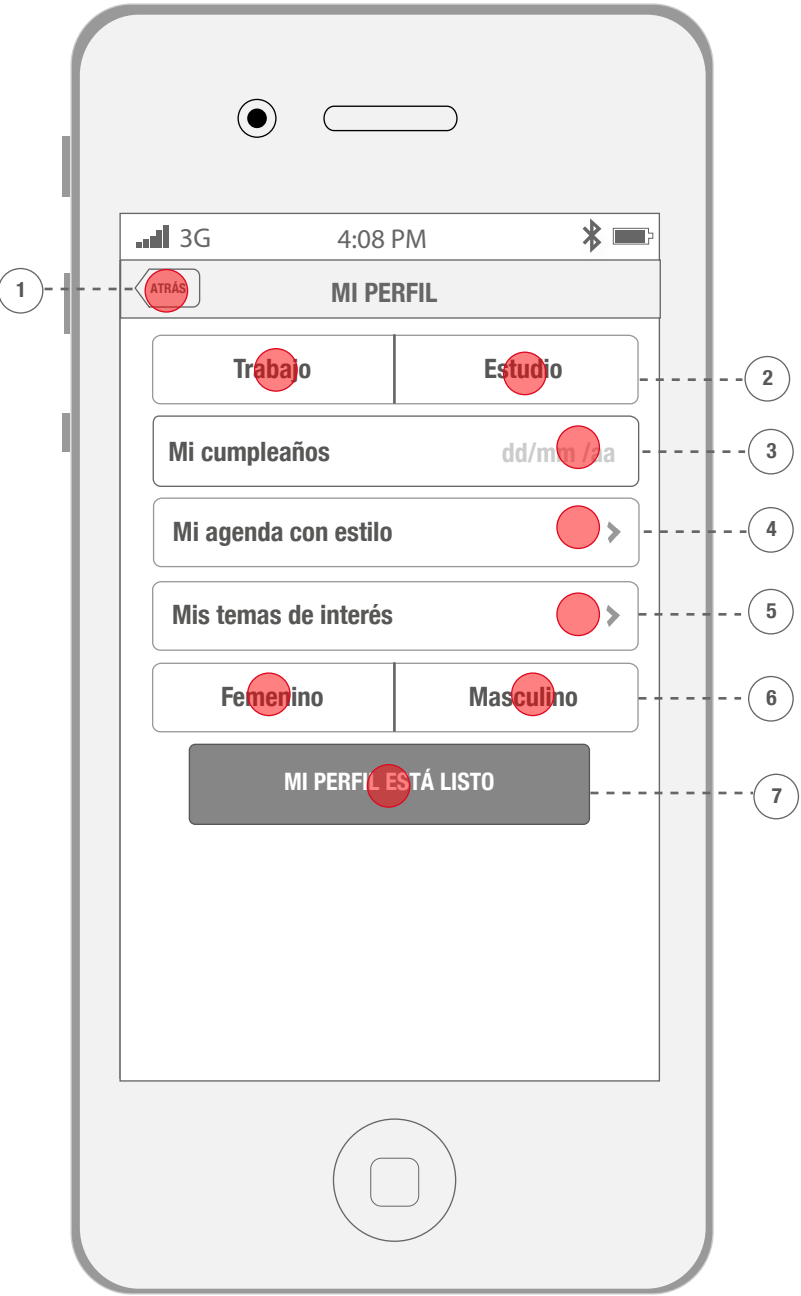 3G 4:08 PM
1 ATRÁS MI PERFIL
Trabajo Estudio 2
Mi cumpleaños dd/mm /aa 3
Mi agenda con estilo 4
Mis temas de interés 5
Femenino Masculino 6
MI PERFIL ESTÁ LISTO 7